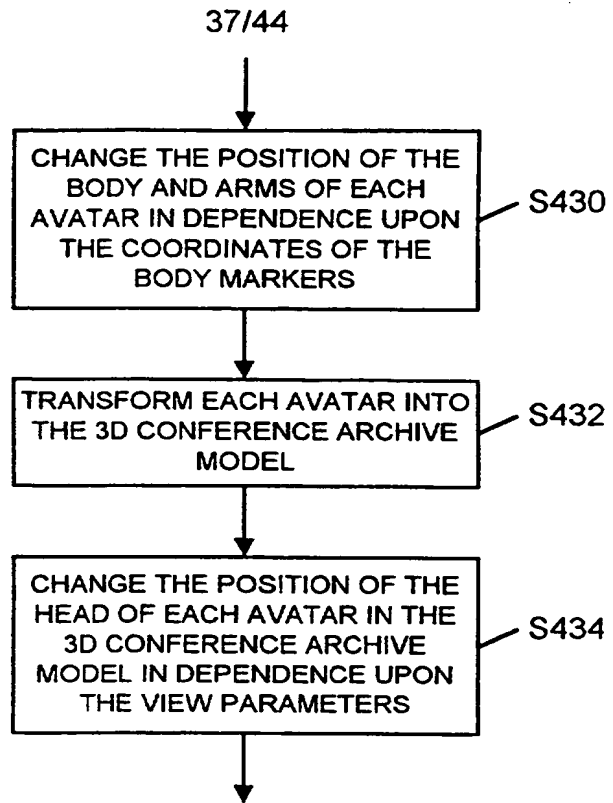 37/44
CHANGE THE POSITION OF THE
BODY AND ARMS OF EACH
AVATAR IN DEPENDENCE UPON
THE COORDINATES OF THE
BODY MARKERS
S430
TRANSFORM EACH AVATAR INTO
THE 3D CONFERENCE ARCHIVE
MODEL
S432
CHANGE THE POSITION OF THE
HEAD OF EACH AVATAR IN THE
3D CONFERENCE ARCHIVE
MODEL IN DEPENDENCE UPON
THE VIEW PARAMETERS
S434